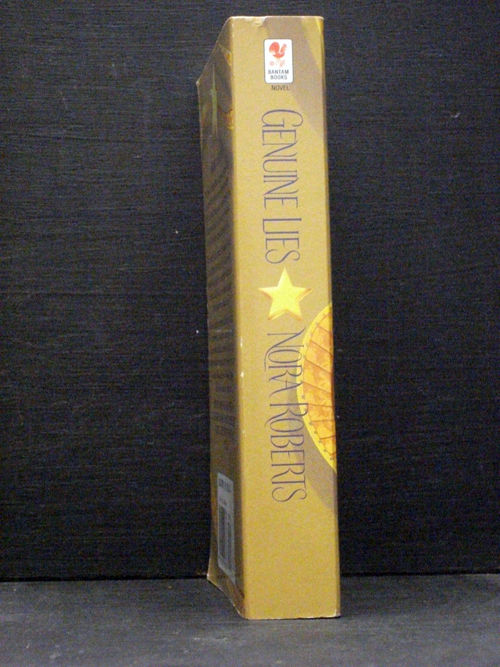 BANTAM
BOOKS
NOVEL
GENUINE LIES
NORA ROBERTS